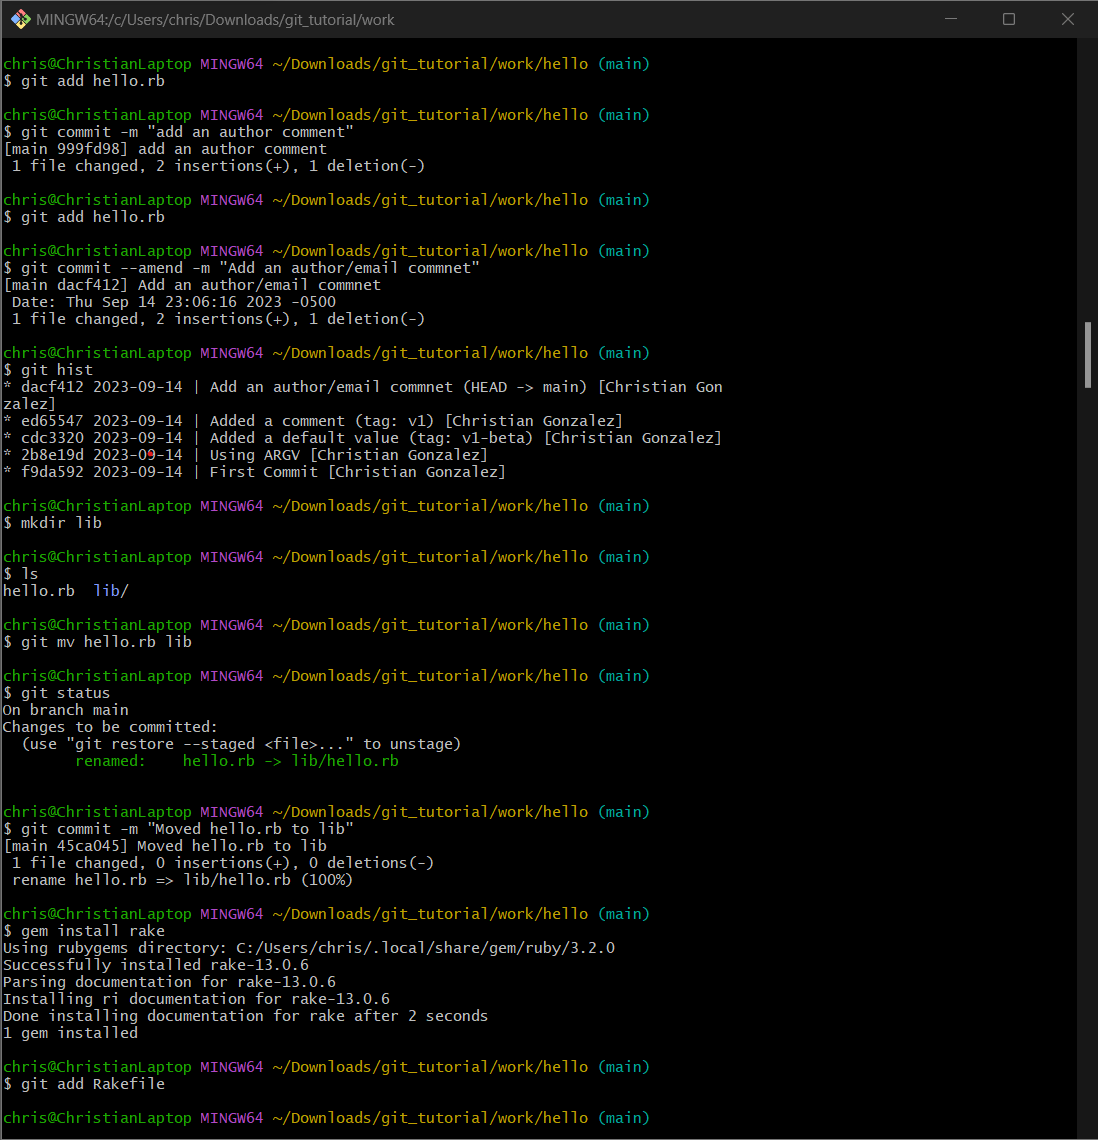 MINGW64:/c/Users/chris/Downloads/git_tutorial/work
chris@ChristianLaptop MINGW64 ~/Downloads/git_tutorial/work/hello (main)
$ git add hello.rb
chris@ChristianLaptop MINGW64 ~/Downloads/git_tutorial/work/hello (main)
$ git commit -m "add an author comment"
[main 999fd98] add an author comment
 1 file changed, 2 insertions(+), 1 deletion(-)
chris@ChristianLaptop MINGW64 ~/Downloads/git_tutorial/work/hello (main)
$ git add hello.rb
chris@ChristianLaptop MINGW64 ~/Downloads/git_tutorial/work/hello (main)
$ git commit --amend -m "Add an author/email commnet"
[main dacf412] Add an author/email commnet
 Date: Thu Sep 14 23:06:16 2023 -0500
 1 file changed, 2 insertions(+), 1 deletion(-)
chris@ChristianLaptop MINGW64 ~/Downloads/git_tutorial/work/hello (main)
$ git hist
* dacf412 2023-09-14 | Add an author/email commnet (HEAD -> main) [Christian Gon
zalez]
* ed65547 2023-09-14 | Added a comment (tag: v1) [Christian Gonzalez]
* cdc3320 2023-09-14 | Added a default value (tag: v1-beta) [Christian Gonzalez]
* 2b8e19d 2023-09-14 | Using ARGV [Christian Gonzalez]
* f9da592 2023-09-14 | First Commit [Christian Gonzalez]
chris@ChristianLaptop MINGW64 ~/Downloads/git_tutorial/work/hello (main)
$ mkdir lib
chris@ChristianLaptop MINGW64 ~/Downloads/git_tutorial/work/hello (main)
$ ls
hello.rb  lib/
chris@ChristianLaptop MINGW64 ~/Downloads/git_tutorial/work/hello (main)
$ git mv hello.rb lib
chris@ChristianLaptop MINGW64 ~/Downloads/git_tutorial/work/hello (main)
$ git status
On branch main
Changes to be committed:
  (use "git restore --staged <file>..." to unstage)
        renamed:    hello.rb -> lib/hello.rb
chris@ChristianLaptop MINGW64 ~/Downloads/git_tutorial/work/hello (main)
$ git commit -m "Moved hello.rb to lib"
[main 45ca045] Moved hello.rb to lib
 1 file changed, 0 insertions(+), 0 deletions(-)
 rename hello.rb => lib/hello.rb (100%)
chris@ChristianLaptop MINGW64 ~/Downloads/git_tutorial/work/hello (main)
$ gem install rake
Using rubygems directory: C:/Users/chris/.local/share/gem/ruby/3.2.0
Successfully installed rake-13.0.6
Parsing documentation for rake-13.0.6
Installing ri documentation for rake-13.0.6
Done installing documentation for rake after 2 seconds
1 gem installed
chris@ChristianLaptop MINGW64 ~/Downloads/git_tutorial/work/hello (main)
$ git add Rakefile
chris@ChristianLaptop MINGW64 ~/Downloads/git_tutorial/work/hello (main)